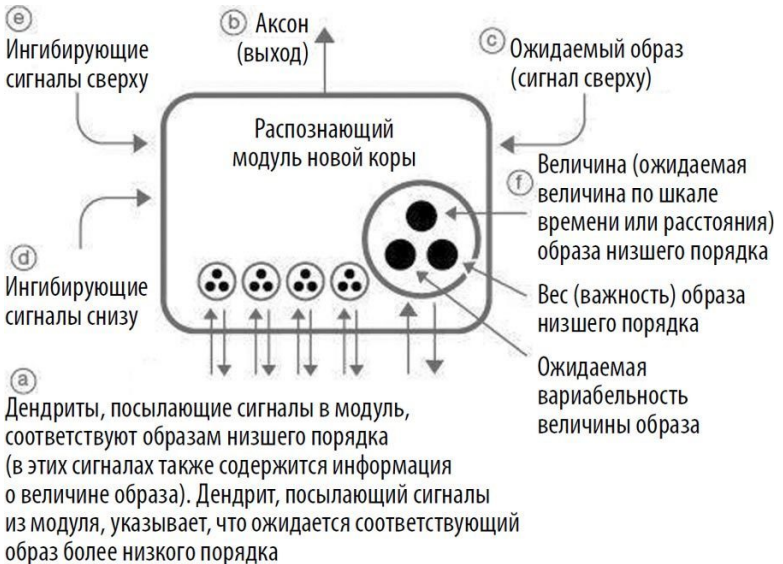 e
Ингибирующие
сигналы сверху
b Аксон
(выход)
c Ожидаемый образ
(сигнал сверху)
Распознающий
модуль новой коры
f Величина (ожидаемая
величина по шкале
времени или расстояния)
образа низшего порядка
d
Ингибирующие
сигналы снизу
Вес (важность) образа
низшего порядка
Ожидаемая
вариабельность
величины образа
a
Дендриты, посылающие сигналы в модуль,
соответствуют образам низшего порядка
(в этих сигналах также содержится информация
о величине образа). Дендрит, посылающий сигналы
из модуля, указывает, что ожидается соответствующий
образ более низкого порядка